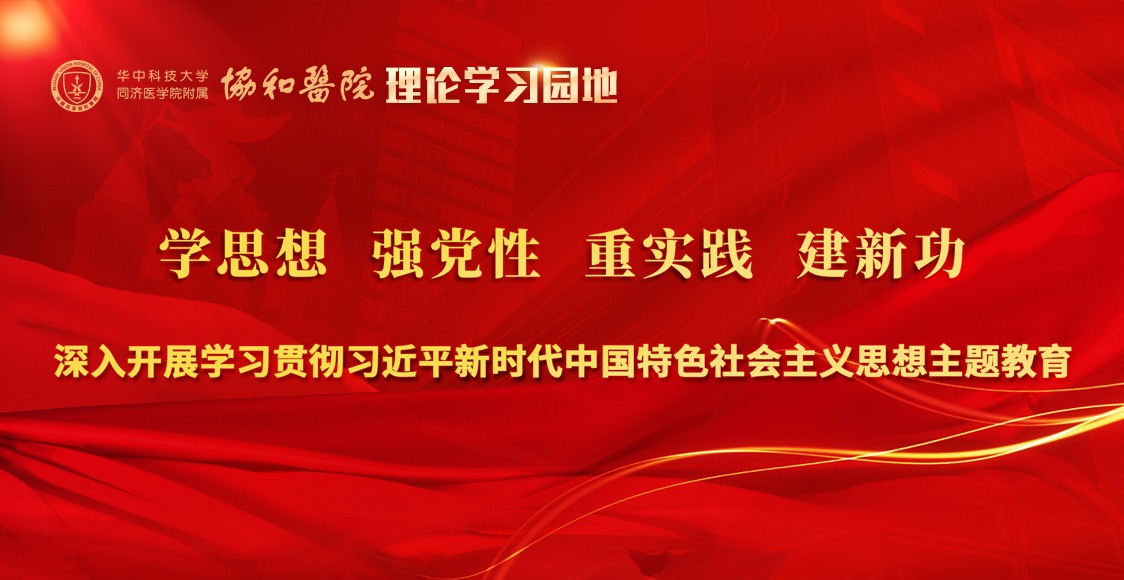 华中科技大学
同济医学院附属
協和醫院 理论学习园地
学思想 强党性 重实践 建新功
深入开展学习贯彻习近平新时代中国特色社会主义思想主题教育